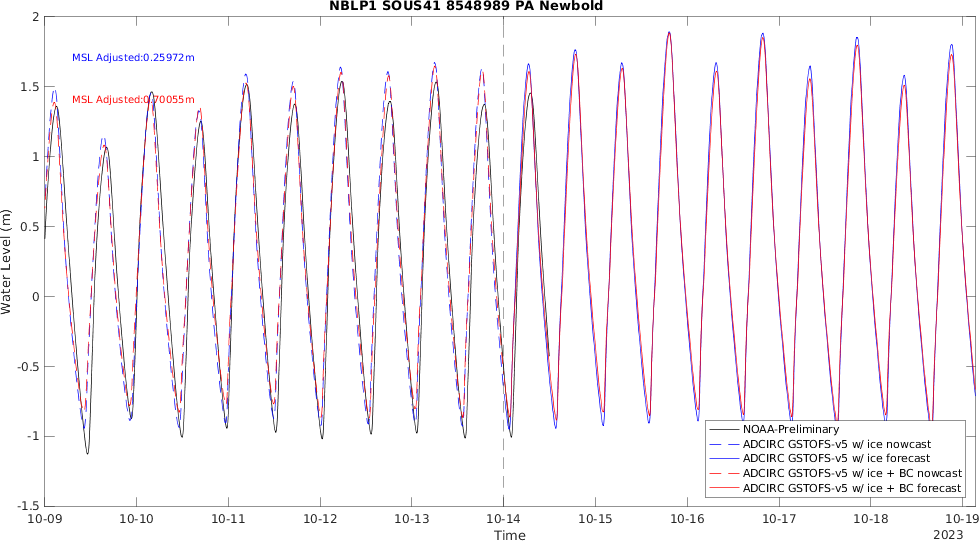 NBLP1 SOUS41 8548989 PA Newbold
MSL Adjusted:0.25972m
MSL Adjusted:0.70055m
Water Level (m)
2
1.5
1
0.5
0
-0.5
-1
-1.5
10-09
10-10
10-11
10-12
10-13
10-14
10-15
10-16
10-17
10-18
10-19
2023
Time
NOAA-Preliminary
ADCIRC GSTOFS-v5 w/ ice nowcast
ADCIRC GSTOFS-v5 w/ ice forecast
ADCIRC GSTOFS-v5 w/ ice + BC nowcast
ADCIRC GSTOFS-v5 w/ ice + BC forecast